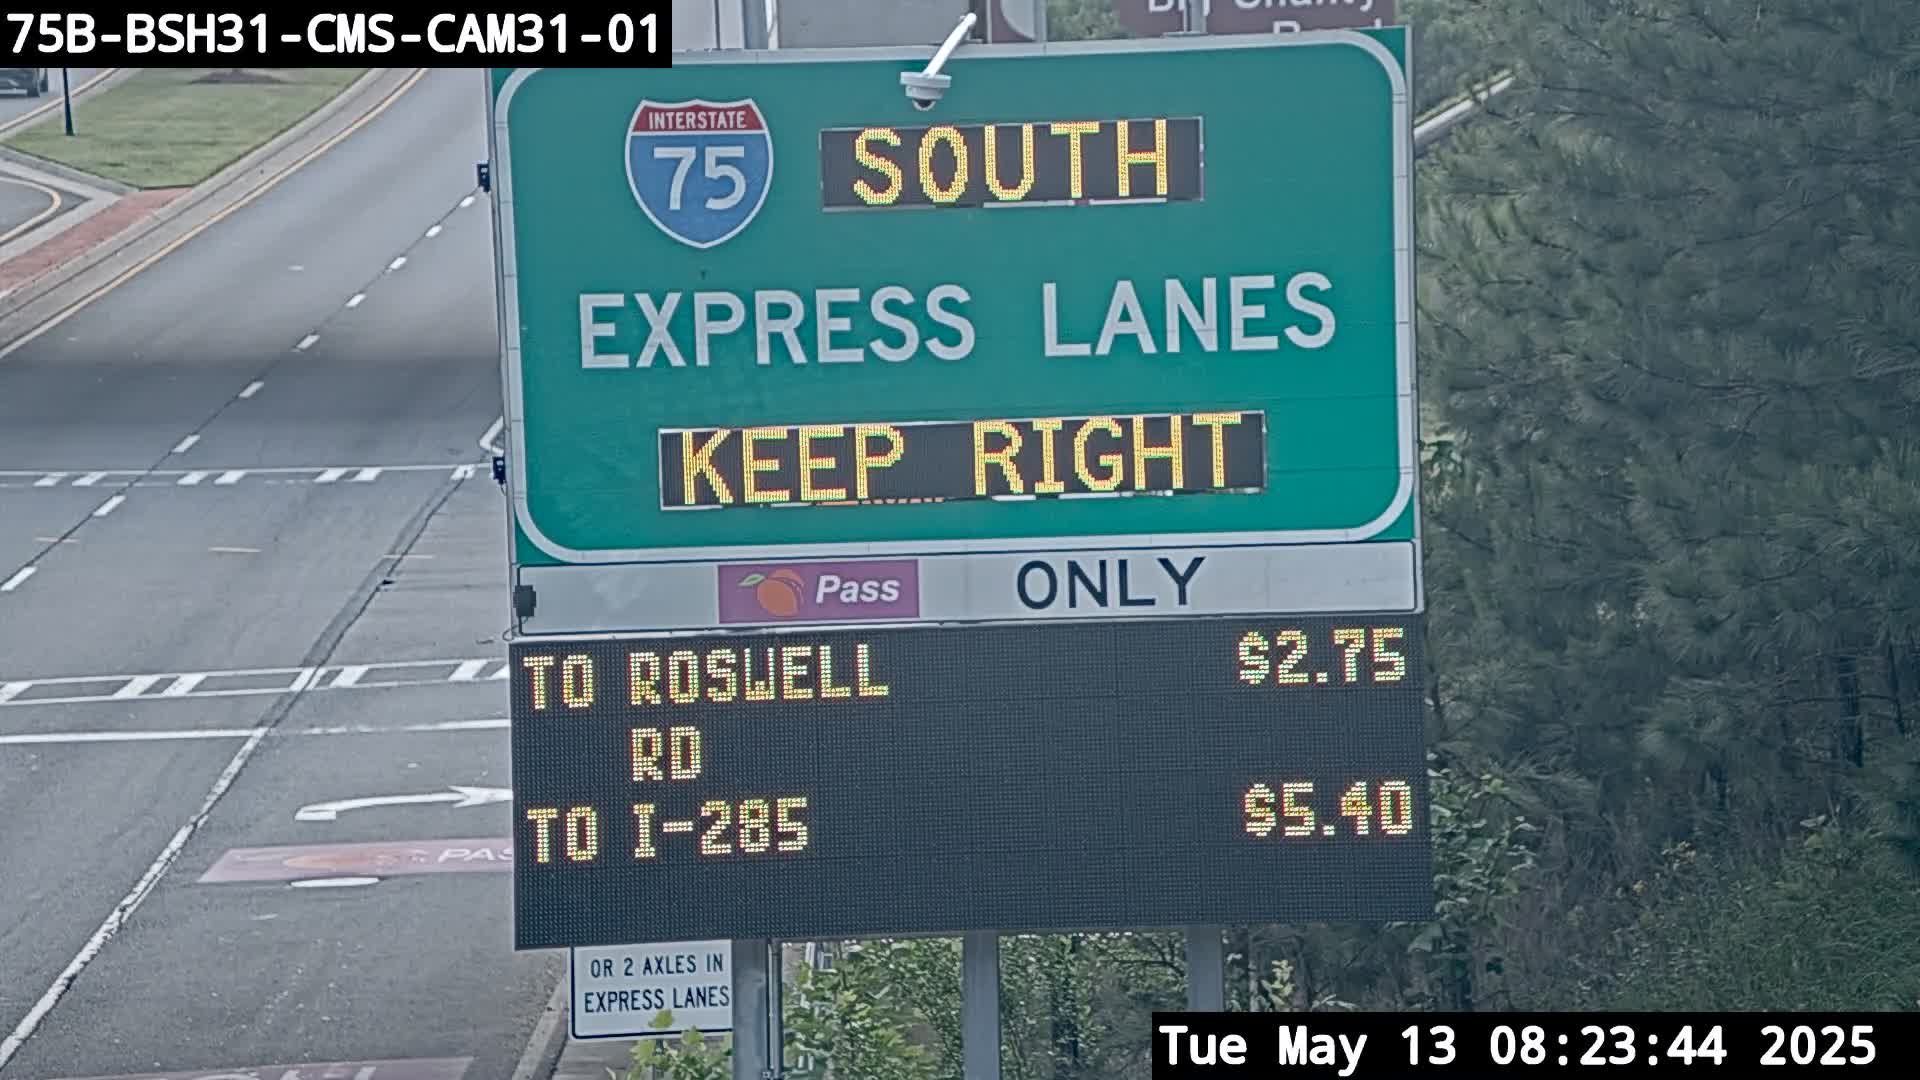 75B-BSH31-CMS-CAM31-01
INTERSTATE
75
SOUTH
EXPRESS LANES
KEEP RIGHT
Pass ONLY
TO ROSWELL $2.75
RD
TO I-285 $5.40
OR 2 AXLES IN
EXPRESS LANES
Tue May 13 08:23:44 2025